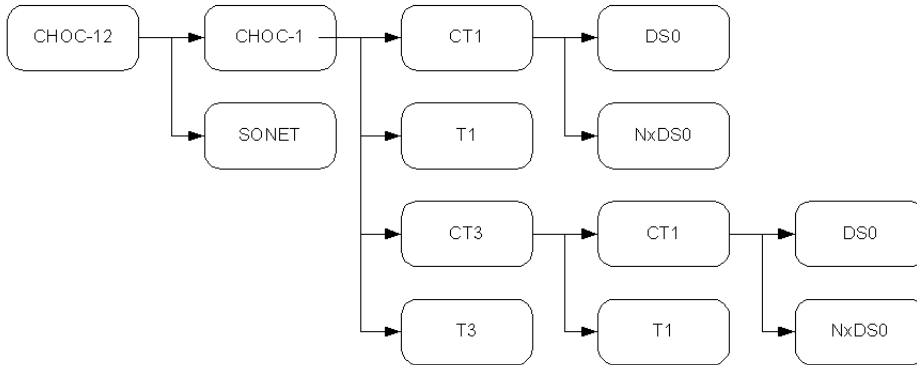 CHOC-12
CHOC-1
CT1
DS0
SONET
T1
NxDS0
CT3
CT1
DS0
T3
T1
NxDS0